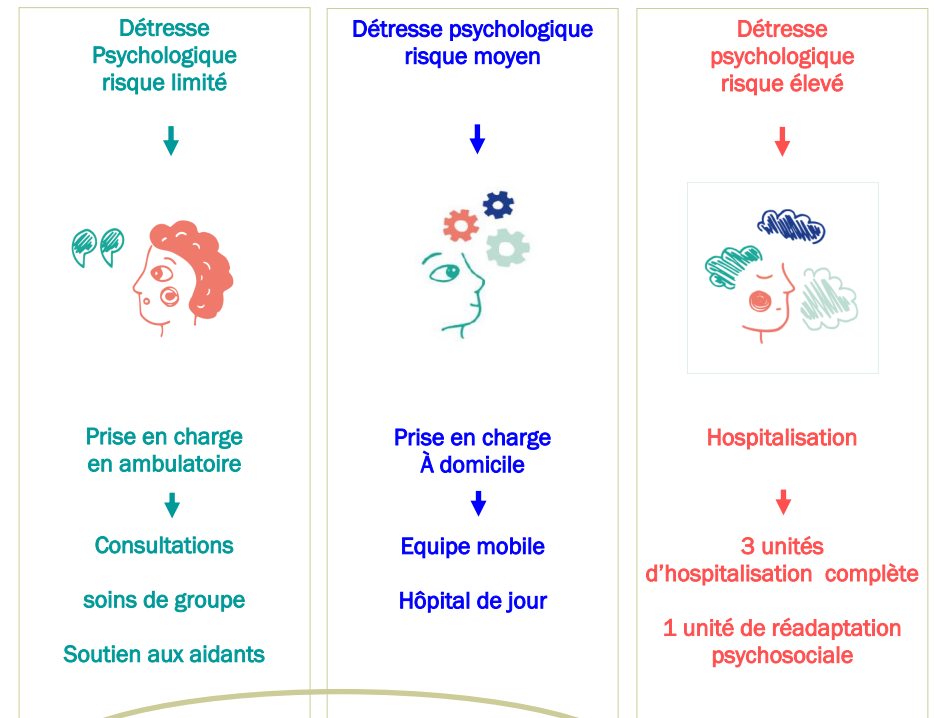 Détresse
Psychologique
risque limité
Prise en charge
en ambulatoire
Consultations
soins de groupe
Soutien aux aidants
Détresse psychologique
risque moyen
Prise en charge
À domicile
Equipe mobile
Hôpital de jour
Détresse
psychologique
risque élevé
Hospitalisation
3 unités
d'hospitalisation complète
1 unité de réadaptation
psychosociale